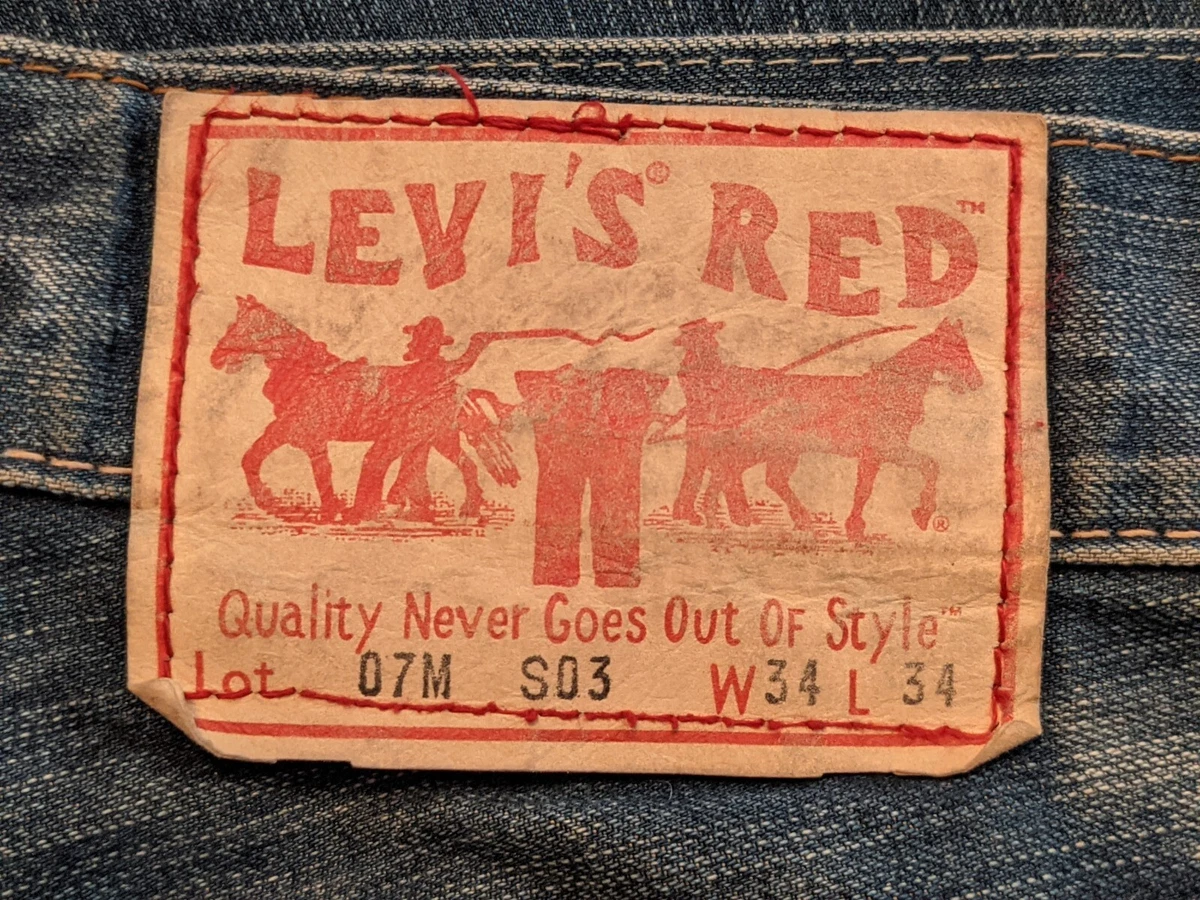 LEVI'S® RED™
®
Quality Never Goes Out OF Style™
Lot 07M S03 W34 L 34